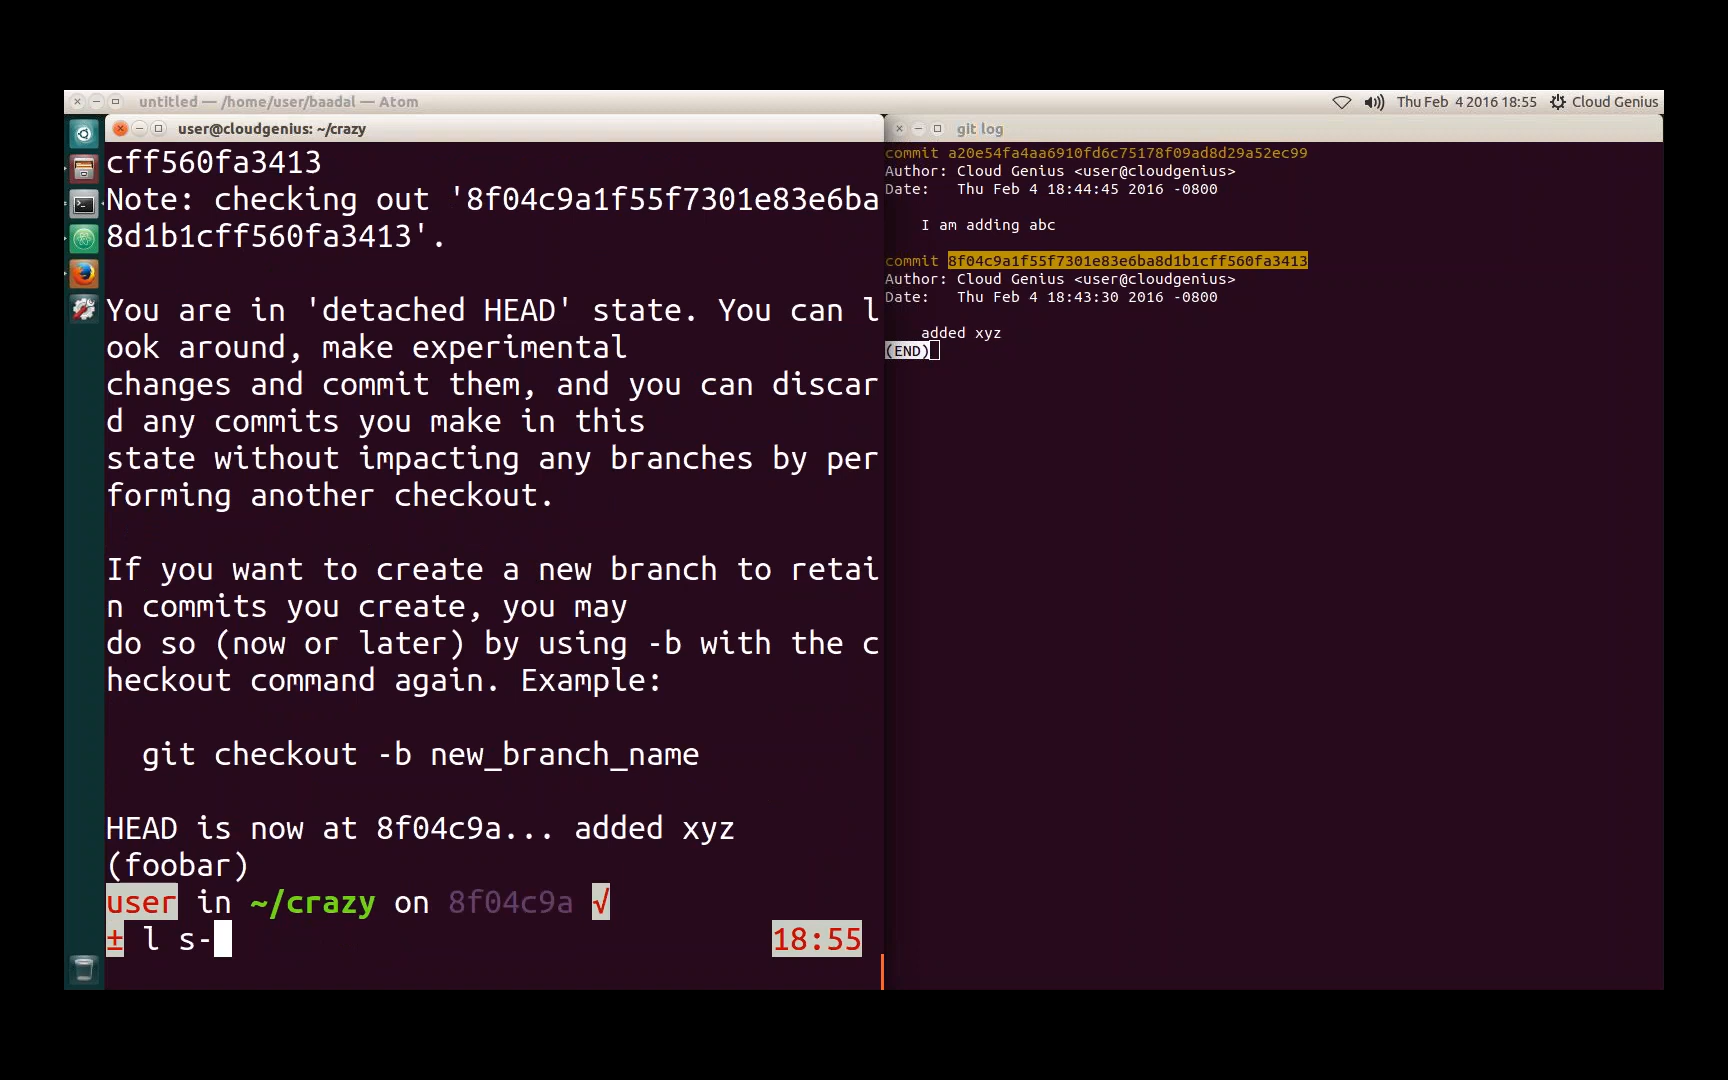 untitled — /home/user/baadal — Atom
Thu Feb 4 2016 18:55
Cloud Genius
user@cloudgenius: ~/crazy
cff560fa3413
Note: checking out '8f04c9a1f55f7301e83e6ba
8d1b1cff560fa3413'.
You are in 'detached HEAD' state. You can l
ook around, make experimental
changes and commit them, and you can discar
d any commits you make in this
state without impacting any branches by per
forming another checkout.
If you want to create a new branch to retai
n commits you create, you may
do so (now or later) by using -b with the c
heckout command again. Example:
git checkout -b new_branch_name
HEAD is now at 8f04c9a... added xyz
(foobar)
user in ~/crazy on 8f04c9a √
± l s-
18:55
git log
commit a20e54fa4aa6910fd6c75178f09ad8d29a52ec99
Author: Cloud Genius <user@cloudgenius>
Date:   Thu Feb 4 18:44:45 2016 -0800
I am adding abc
commit 8f04c9a1f55f7301e83e6ba8d1b1cff560fa3413
Author: Cloud Genius <user@cloudgenius>
Date:   Thu Feb 4 18:43:30 2016 -0800
added xyz
(END)